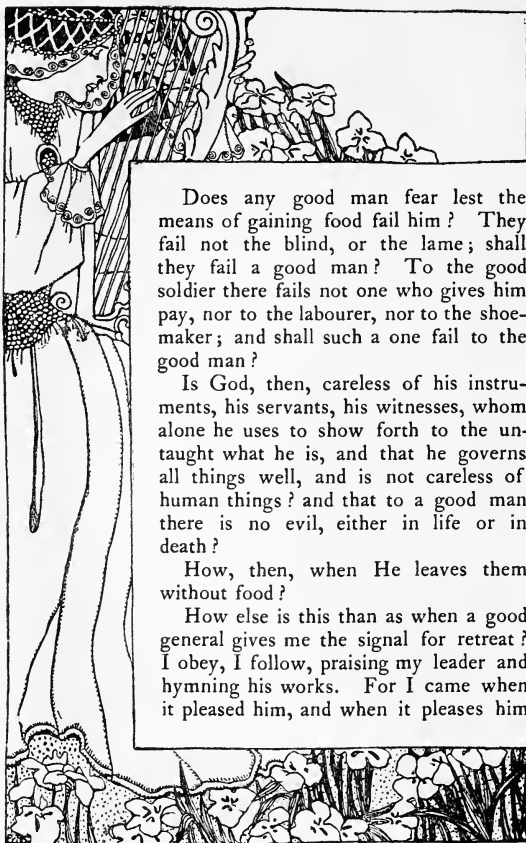 Does any good man fear lest the
means of gaining food fail him ? They
fail not the blind, or the lame ; shall
they fail a good man ? To the good
soldier there fails not one who gives him
pay, nor to the labourer, nor to the shoe-
maker ; and shall such a one fail to the
good man ?
Is God, then, careless of his instru-
ments, his servants, his witnesses, whom
alone he uses to show forth to the un-
taught what he is, and that he governs
all things well, and is not careless of
human things ? and that to a good man
there is no evil, either in life or in
death ?
How, then, when He leaves them
without food ?
How else is this than as when a good
general gives me the signal for retreat ?
I obey, I follow, praising my leader and
hymning his works. For I came when
it pleased him, and when it pleases him